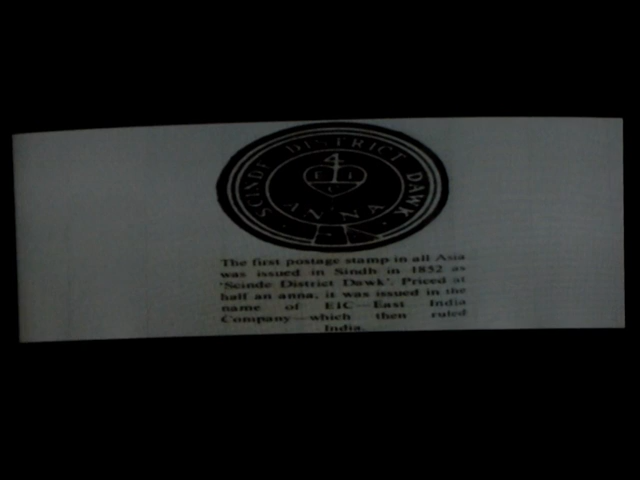 SCINDE DISTRICT DAWK
ANNA
The first postage stamp in all Asia
was issued in Sindh in 1852 as
'Scinde District Dawk'. Priced at
half an anna, it was issued in the
name of EIC—East India
Company—which then ruled
India.